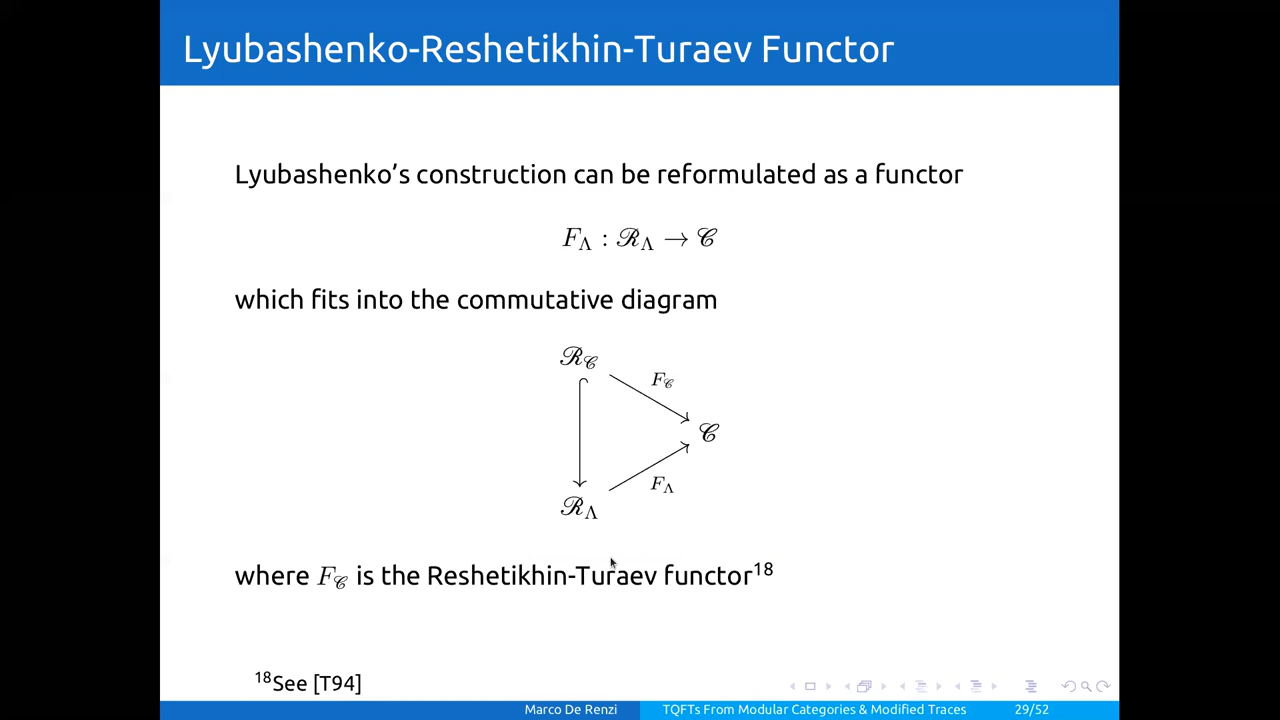 Lyubashenko-Reshetikhin-Turaev Functor
Lyubashenko’s construction can be reformulated as a functor
F_Λ : ℛ_Λ → 𝒞
which fits into the commutative diagram
ℛ_𝒞
F_𝒞
𝒞
F_Λ
ℛ_Λ
where F_𝒞 is the Reshetikhin-Turaev functor¹⁸
¹⁸See [T94]
Marco De Renzi TQFTs From Modular Categories & Modified Traces 29/52